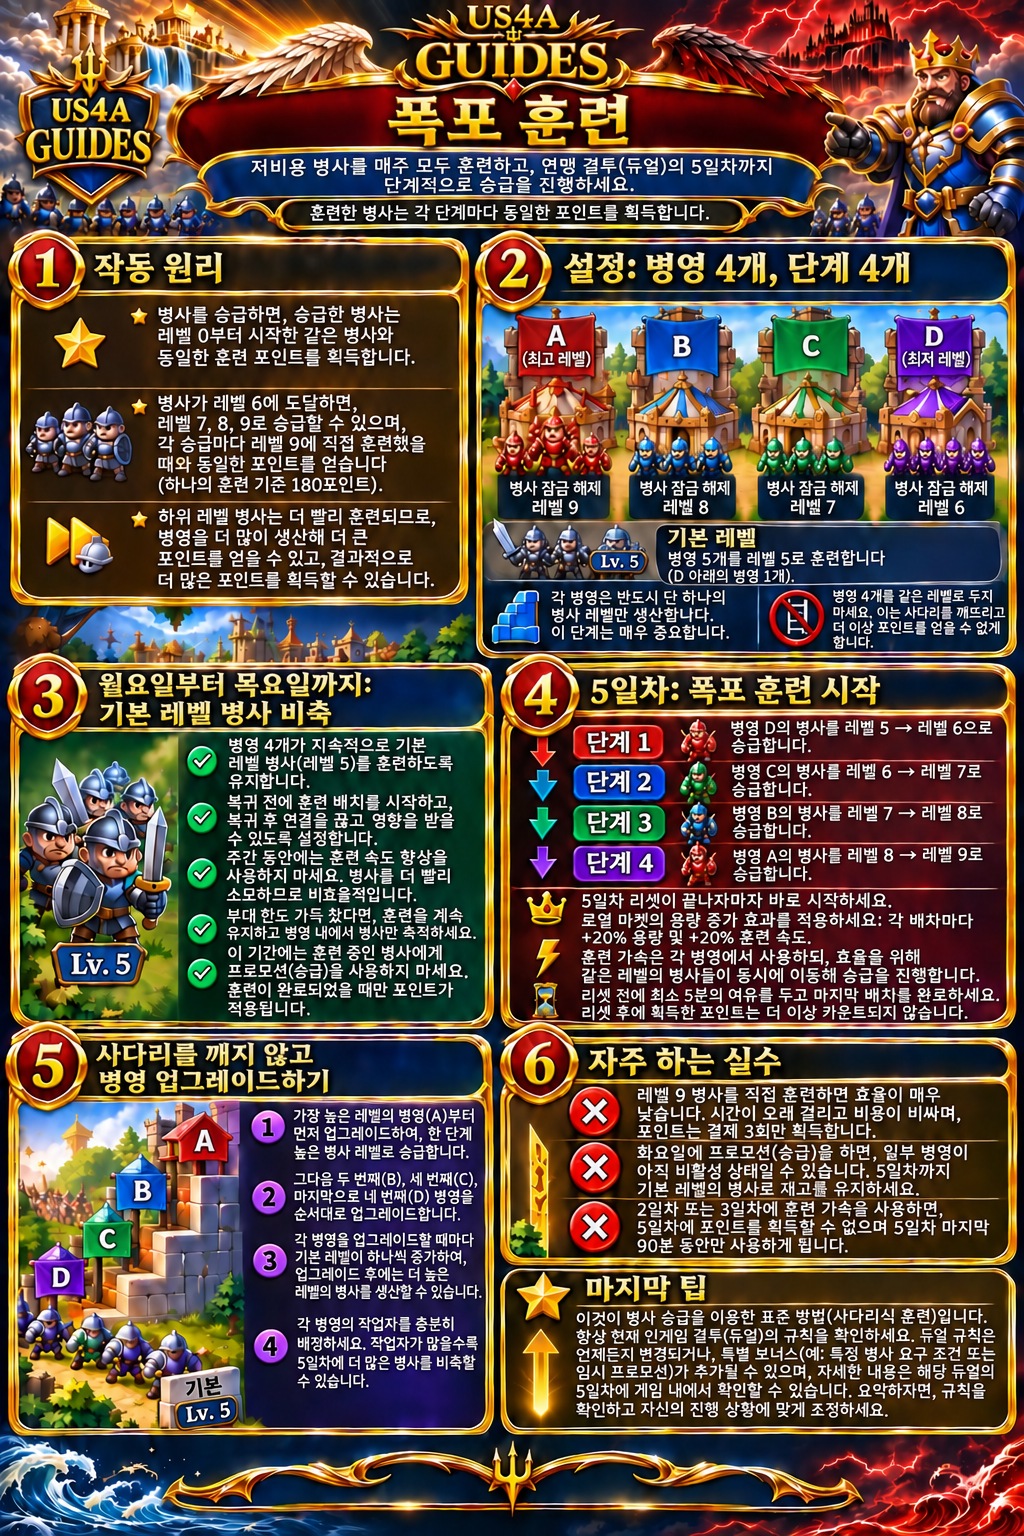 US4A
GUIDES
US4A
GUIDES
폭포 훈련
저비용 병사를 매주 모두 훈련하고, 연맹 결투(듀얼)의 5일차까지
단계적으로 승급을 진행하세요.
훈련한 병사는 각 단계마다 동일한 포인트를 획득합니다.
1
작동 원리
병사를 승급하면, 승급한 병사는
레벨 0부터 시작한 같은 병사와
동일한 훈련 포인트를 획득합니다.
병사가 레벨 6에 도달하면,
레벨 7, 8, 9로 승급할 수 있으며,
각 승급마다 레벨 9에 직접 훈련했을
때와 동일한 포인트를 얻습니다
(하나의 훈련 기준 180포인트).
하위 레벨 병사는 더 빨리 훈련되므로,
병영을 더 많이 생산해 더 큰
포인트를 얻을 수 있고, 결과적으로
더 많은 포인트를 획득할 수 있습니다.
2
설정: 병영 4개, 단계 4개
A
(최고 레벨)
B
C
D
(최저 레벨)
병사 잠금 해제
레벨 9
병사 잠금 해제
레벨 8
병사 잠금 해제
레벨 7
병사 잠금 해제
레벨 6
Lv. 5
기본 레벨
병영 5개를 레벨 5로 훈련합니다
(D 아래의 병영 1개).
각 병영은 반드시 단 하나의
병사 레벨만 생산합니다.
이 단계는 매우 중요합니다.
병영 4개를 같은 레벨로 두지
마세요. 이는 사다리를 깨뜨리고
더 이상 포인트를 얻을 수 없게
합니다.
3
월요일부터 목요일까지:
기본 레벨 병사 비축
Lv. 5
병영 4개가 지속적으로 기본
레벨 병사(레벨 5)를 훈련하도록
유지합니다.
복귀 전에 훈련 배치를 시작하고,
복귀 후 연결을 끊고 영향을 받을
수 있도록 설정합니다.
주간 동안에는 훈련 속도 향상을
사용하지 마세요. 병사를 더 빨리
소모하므로 비효율적입니다.
부대 한도 가득 찼다면, 훈련을 계속
유지하고 병영 내에서 병사만 축적하세요.
이 기간에는 훈련 중인 병사에게
프로모션(승급)을 사용하지 마세요.
훈련이 완료되었을 때만 포인트가
적용됩니다.
4
5일차: 폭포 훈련 시작
단계 1
병영 D의 병사를 레벨 5 → 레벨 6으로
승급합니다.
단계 2
병영 C의 병사를 레벨 6 → 레벨 7로
승급합니다.
단계 3
병영 B의 병사를 레벨 7 → 레벨 8로
승급합니다.
단계 4
병영 A의 병사를 레벨 8 → 레벨 9로
승급합니다.
5일차 리셋이 끝나자마자 바로 시작하세요.
로열 마켓의 용량 증가 효과를 적용하세요: 각 배차마다
+20% 용량 및 +20% 훈련 속도.
훈련 가속은 각 병영에서 사용하되, 효율을 위해
같은 레벨의 병사들이 동시에 이동해 승급을 진행합니다.
리셋 전에 최소 5분의 여유를 두고 마지막 배차를 완료하세요.
리셋 후에 획득한 포인트는 더 이상 카운트되지 않습니다.
5
사다리를 깨지 않고
병영 업그레이드하기
A
B
C
D
기본
Lv. 5
1
가장 높은 레벨의 병영(A)부터
먼저 업그레이드하여, 한 단계
높은 병사 레벨로 승급합니다.
2
그다음 두 번째(B), 세 번째(C),
마지막으로 네 번째(D) 병영을
순서대로 업그레이드합니다.
3
각 병영을 업그레이드할 때마다
기본 레벨이 하나씩 증가하여,
업그레이드 후에는 더 높은
레벨의 병사를 생산할 수 있습니다.
4
각 병영의 작업자를 충분히
배정하세요. 작업자가 많을수록
5일차에 더 많은 병사를 비축할
수 있습니다.
6
자주 하는 실수
레벨 9 병사를 직접 훈련하면 효율이 매우
낮습니다. 시간이 오래 걸리고 비용이 비싸며,
포인트는 결제 3회만 획득합니다.
화요일에 프로모션(승급)을 하면, 일부 병영이
아직 비활성 상태일 수 있습니다. 5일차까지
기본 레벨의 병사로 재고를 유지하세요.
2일차 또는 3일차에 훈련 가속을 사용하면,
5일차에 포인트를 획득할 수 없으며 5일차 마지막
90분 동안만 사용하게 됩니다.
마지막 팁
이것이 병사 승급을 이용한 표준 방법(사다리식 훈련)입니다.
항상 현재 인게임 결투(듀얼)의 규칙을 확인하세요. 듀얼 규칙은
언제든지 변경되거나, 특별 보너스(예: 특정 병사 요구 조건 또는
임시 프로모션)가 추가될 수 있으며, 자세한 내용은 해당 듀얼의
5일차에 게임 내에서 확인할 수 있습니다. 요약하자면, 규칙을
확인하고 자신의 진행 상황에 맞게 조정하세요.